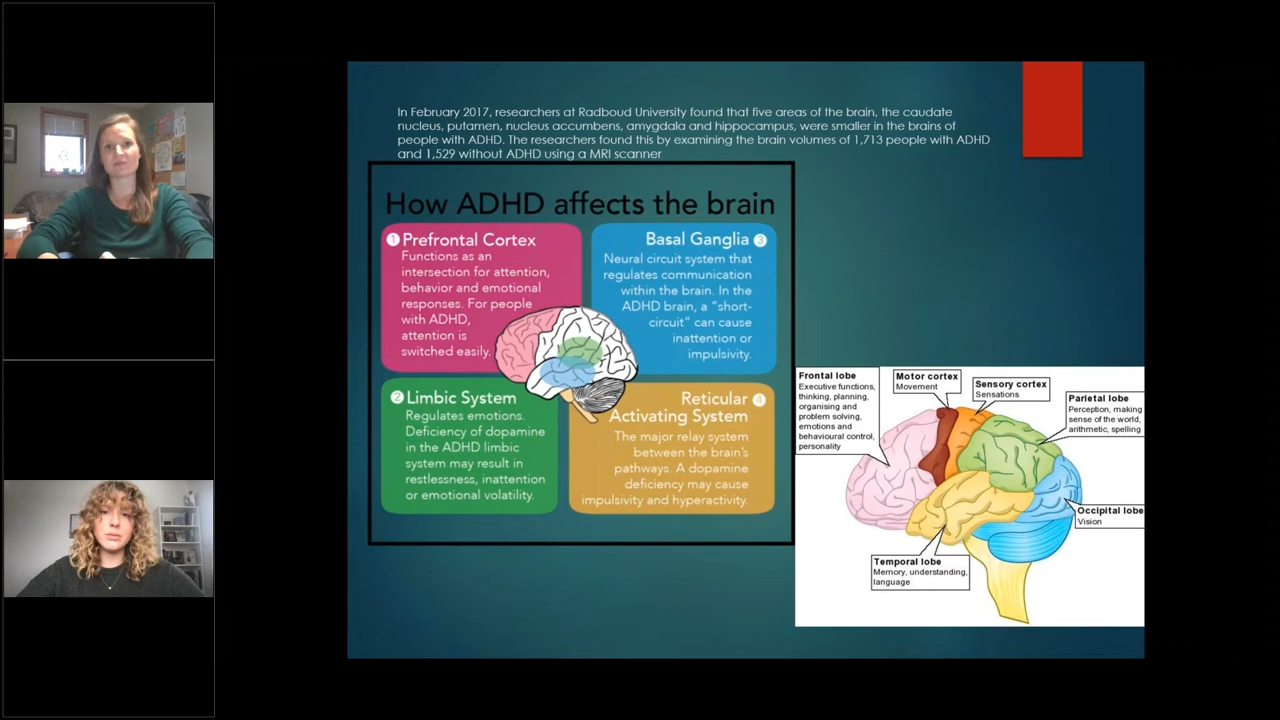 In February 2017, researchers at Radboud University found that five areas of the brain, the caudate
nucleus, putamen, nucleus accumbens, amygdala and hippocampus, were smaller in the brains of
people with ADHD. The researchers found this by examining the brain volumes of 1,713 people with ADHD
and 1,529 without ADHD using a MRI scanner
How ADHD affects the brain
1 Prefrontal Cortex
Functions as an
intersection for attention,
behavior and emotional
responses. For people
with ADHD,
attention is
switched easily.
2 Limbic System
Regulates emotions.
Deficiency of dopamine
in the ADHD limbic
system may result in
restlessness, inattention
or emotional volatility.
Basal Ganglia 3
Neural circuit system that
regulates communication
within the brain. In the
ADHD brain, a “short-
circuit” can cause
inattention or
impulsivity.
Reticular 4
Activating System
The major relay system
between the brain’s
pathways. A dopamine
deficiency may cause
impulsivity and hyperactivity.
Frontal lobe
Executive functions,
thinking, planning,
organising and
problem solving,
emotions and
behavioural control,
personality
Motor cortex
Movement
Sensory cortex
Sensations
Parietal lobe
Perception, making
sense of the world,
arithmetic, spelling
Occipital lobe
Vision
Temporal lobe
Memory, understanding,
language